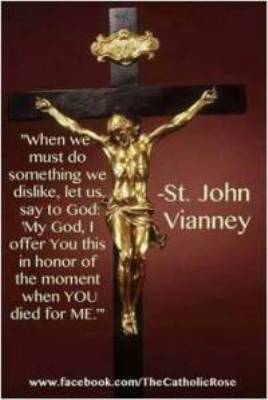 "When we
must do
something we
dislike, let us
say to God:
'My God, I
offer You this
in honor of
the moment
when YOU
died for ME.'"
-St. John
Vianney
www.facebook.com/TheCatholicRose